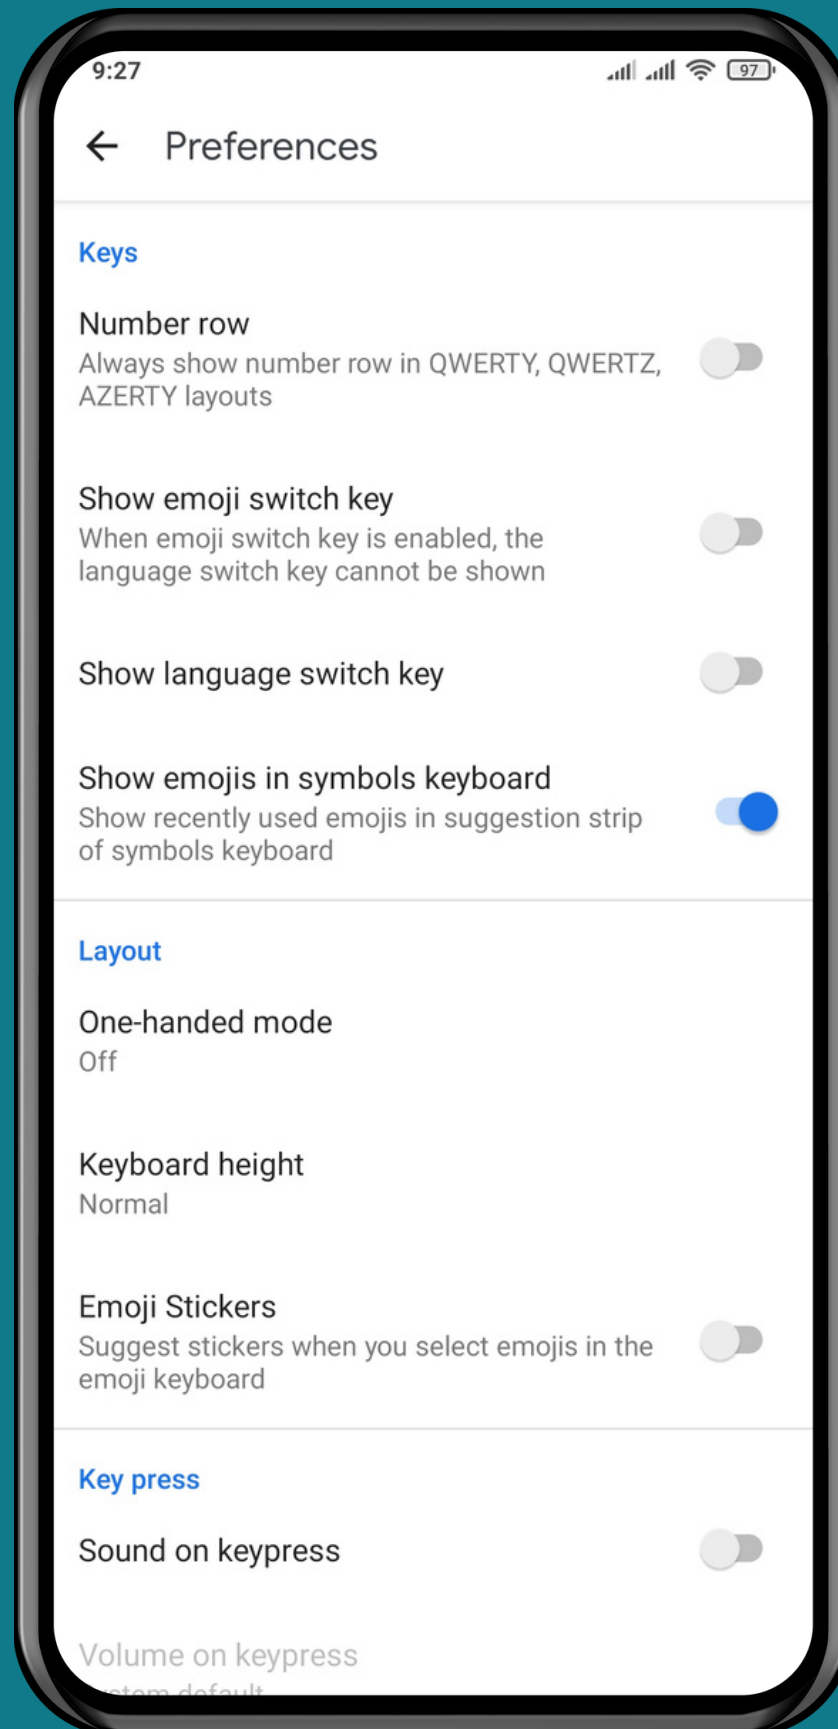 9:27
97
Preferences
Keys
Number row
Always show number row in QWERTY, QWERTZ,
AZERTY layouts
Show emoji switch key
When emoji switch key is enabled, the
language switch key cannot be shown
Show language switch key
Show emojis in symbols keyboard
Show recently used emojis in suggestion strip
of symbols keyboard
Layout
One-handed mode
Off
Keyboard height
Normal
Emoji Stickers
Suggest stickers when you select emojis in the
emoji keyboard
Key press
Sound on keypress
Volume on keypress
default